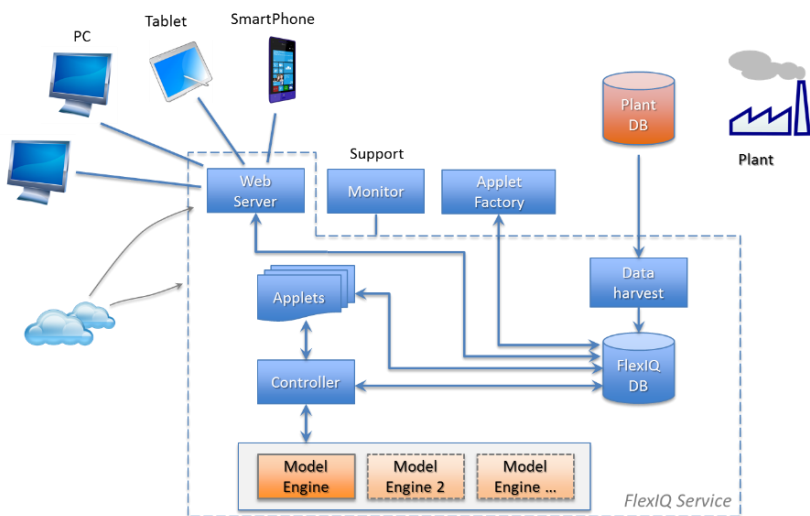 SmartPhone
Tablet
PC
Plant
DB
Plant
Support
Web
Server
Monitor
Applet
Factory
Data
harvest
Applets
FlexIQ
DB
Controller
Model
Engine
Model
Engine 2
Model
Engine ...
FlexIQ Service